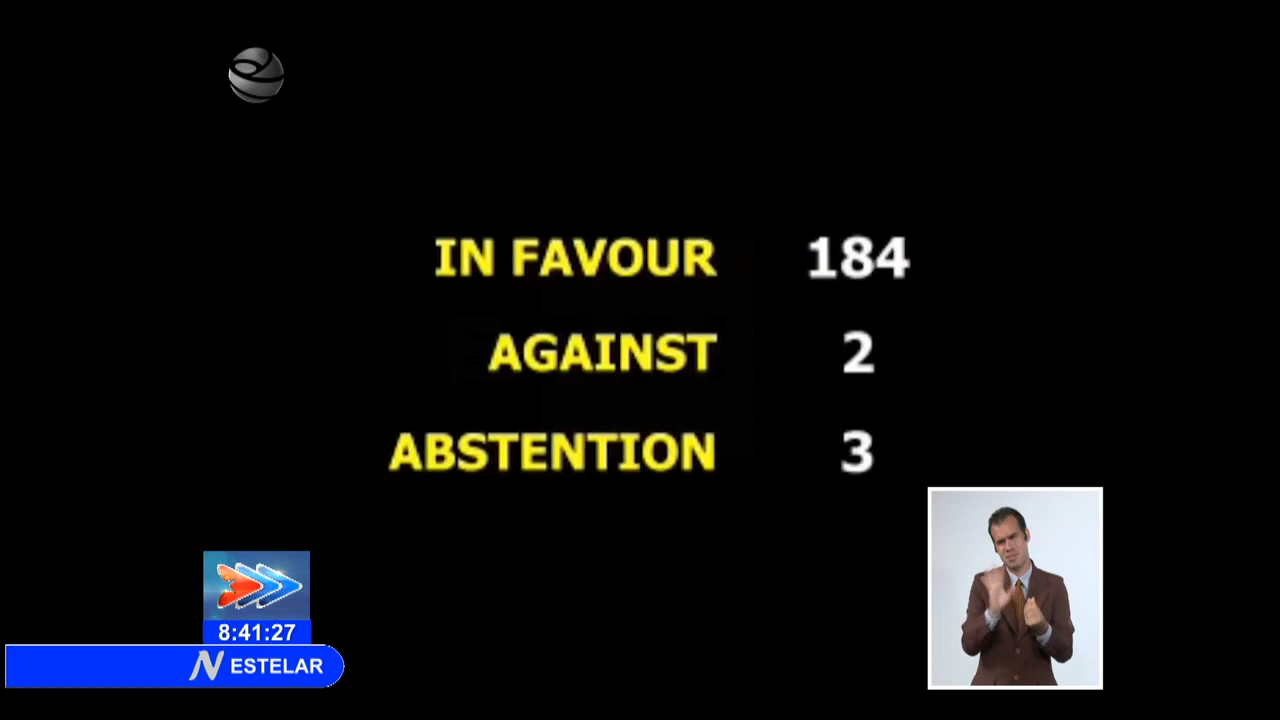 IN FAVOUR 184
AGAINST 2
ABSTENTION 3
8:41:27
N ESTELAR